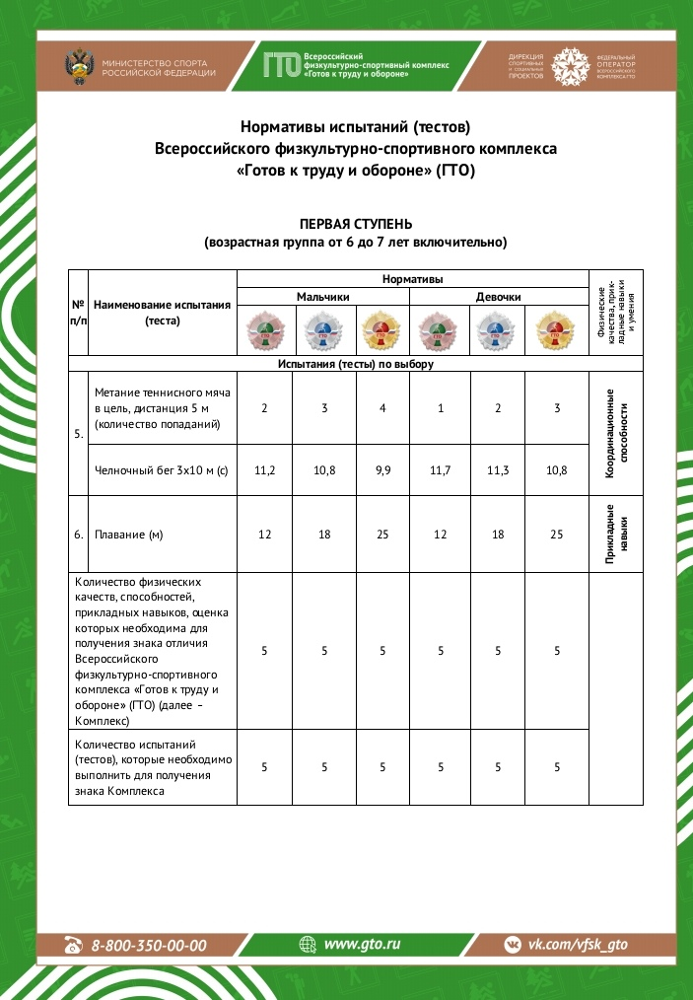 МИНИСТЕРСТВО СПОРТА
РОССИЙСКОЙ ФЕДЕРАЦИИ
ГТО
Всероссийский
физкультурно-спортивный комплекс
«Готов к труду и обороне»
ДИРЕКЦИЯ
СПОРТИВНЫХ
И СОЦИАЛЬНЫХ
ПРОЕКТОВ
ФЕДЕРАЛЬНЫЙ
ОПЕРАТОР
ВСЕРОССИЙСКОГО
КОМПЛЕКСА ГТО
Нормативы испытаний (тестов)
Всероссийского физкультурно-спортивного комплекса
«Готов к труду и обороне» (ГТО)
ПЕРВАЯ СТУПЕНЬ
(возрастная группа от 6 до 7 лет включительно)
№
п/п
Наименование испытания
(теста)
Нормативы
Мальчики Девочки
ГТО ГТО ГТО ГТО ГТО ГТО
Физические
качества, прик-
ладные навыки
и умения
Испытания (тесты) по выбору
5.
Метание теннисного мяча
в цель, дистанция 5 м
(количество попаданий)
2 3 4 1 2 3
Челночный бег 3х10 м (с) 11,2 10,8 9,9 11,7 11,3 10,8
Координационные
способности
6. Плавание (м) 12 18 25 12 18 25
Прикладные
навыки
Количество физических
качеств, способностей,
прикладных навыков, оценка
которых необходима для
получения знака отличия
Всероссийского
физкультурно-спортивного
комплекса «Готов к труду и
обороне» (ГТО) (далее –
Комплекс)
5 5 5 5 5 5
Количество испытаний
(тестов), которые необходимо
выполнить для получения
знака Комплекса
5 5 5 5 5 5
8-800-350-00-00 www.gto.ru vk.com/vfsk_gto